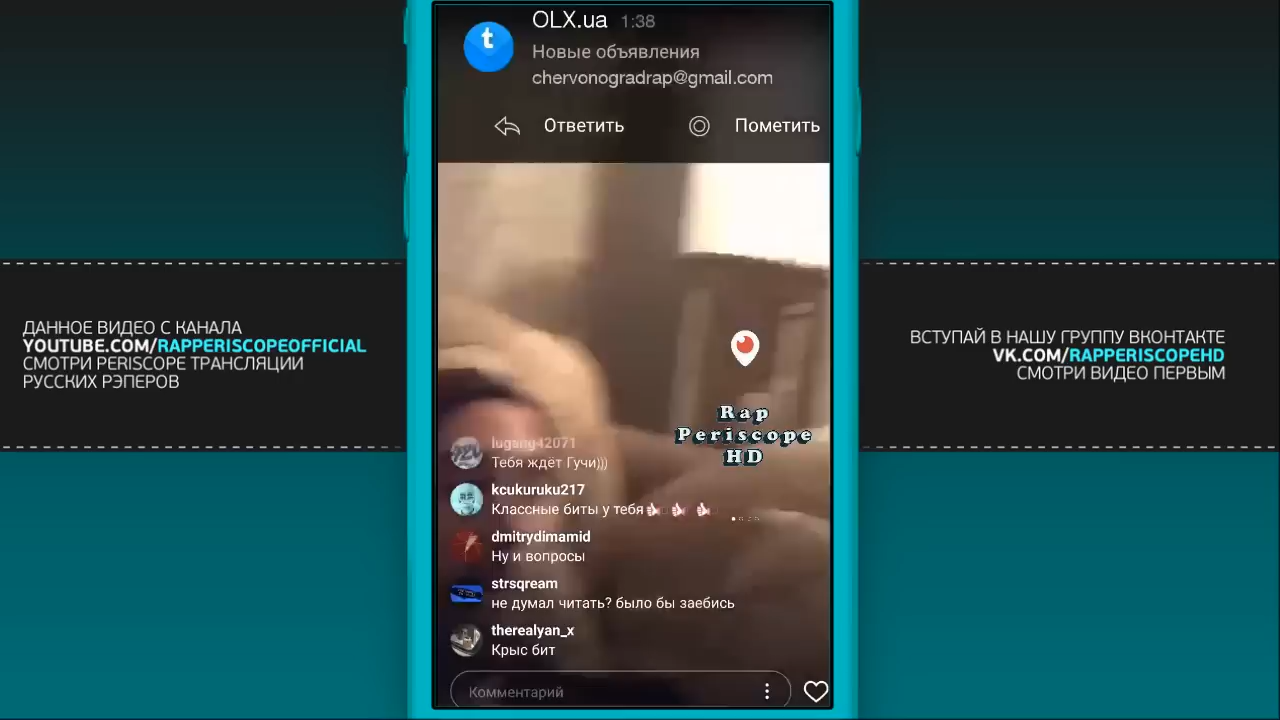 OLX.ua 1:38
Новые объявления
chervonogradrap@gmail.com
Ответить Пометить
ДАННОЕ ВИДЕО С КАНАЛА
YOUTUBE.COM/RAPPERISCOPEOFFICIAL
СМОТРИ PERISCOPE ТРАНСЛЯЦИИ
РУССКИХ РЭПЕРОВ
ВСТУПАЙ В НАШУ ГРУППУ ВКОНТАКТЕ
VK.COM/RAPPERISCOPEHD
СМОТРИ ВИДЕО ПЕРВЫМ
Rap
Periscope
HD
lugang42071
Тебя ждёт Гучи)))
kcukuruku217
Классные биты у тебя👍👍👍
dmitrydimamid
Ну и вопросы
strsqream
не думал читать? было бы заебись
therealyan_x
Крыс бит
Комментарий